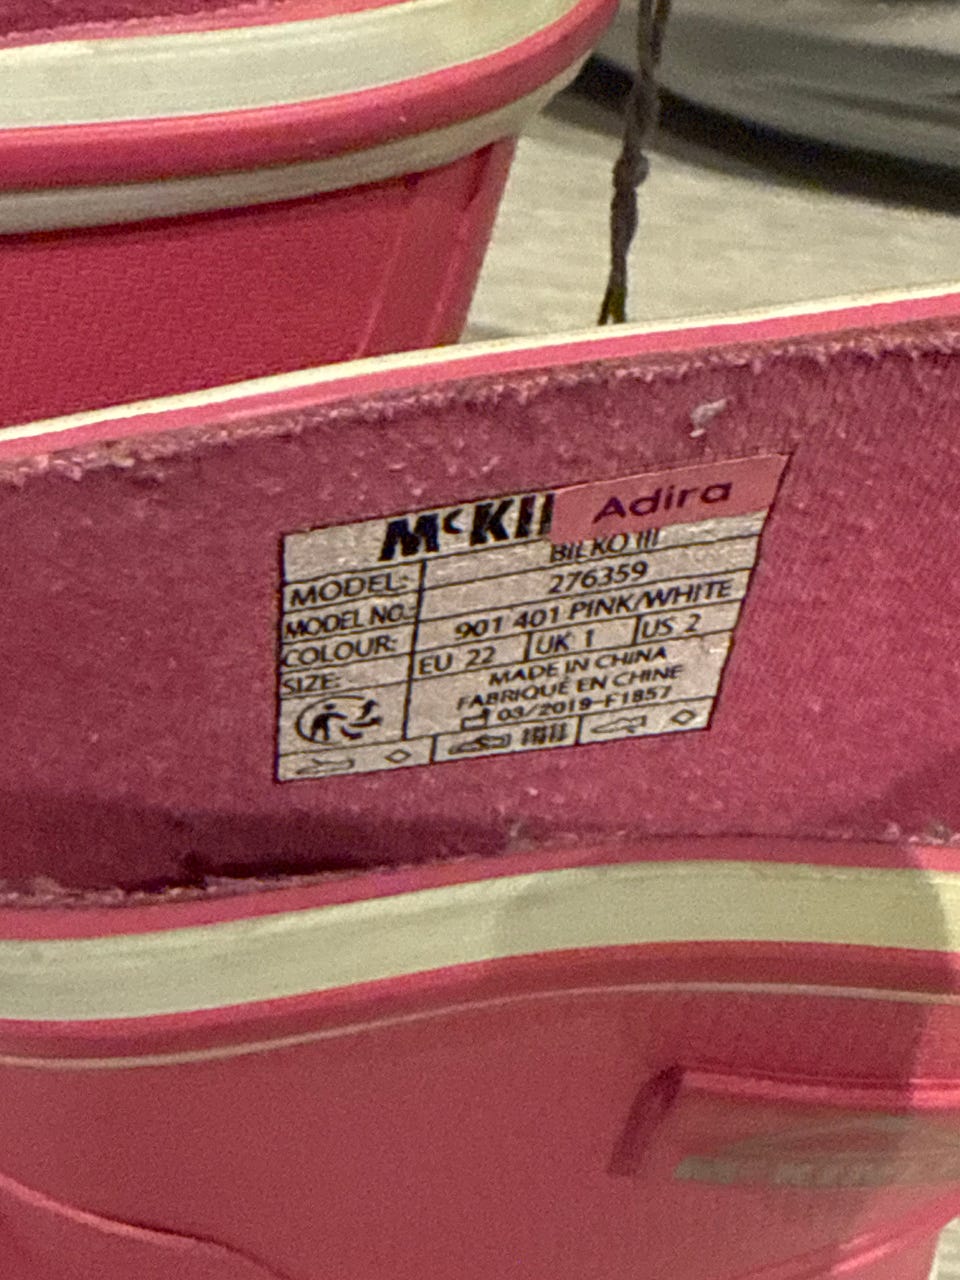 McKI
Adira
MODEL: BILKO III
MODEL NO.: 276359
COLOUR: 901 401 PINK/WHITE
SIZE: EU 22 UK 1 US 2
MADE IN CHINA
FABRIQUÉ EN CHINE
03/2019-F1857